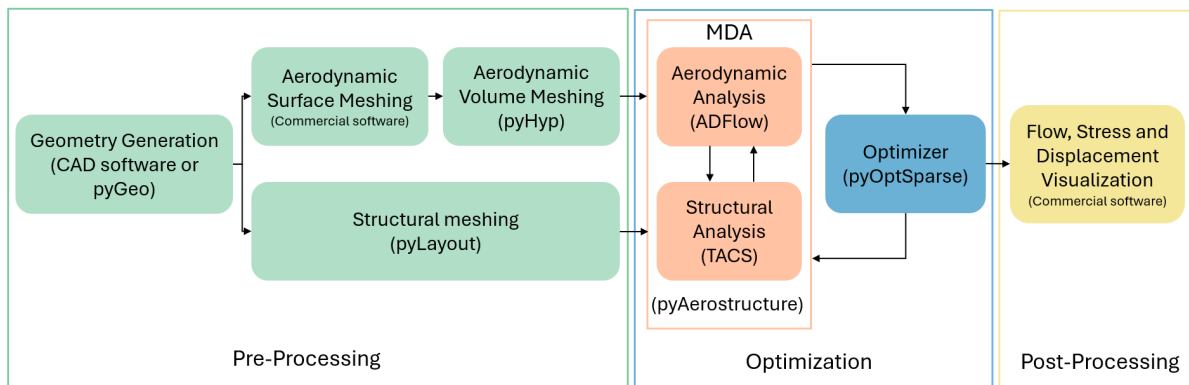 Geometry Generation
(CAD software or
pyGeo)
Aerodynamic
Surface Meshing
(Commercial software)
Aerodynamic
Volume Meshing
(pyHyp)
Structural meshing
(pyLayout)
Pre-Processing
MDA
Aerodynamic
Analysis
(ADFlow)
Structural
Analysis
(TACS)
(pyAerostructure)
Optimizer
(pyOptSparse)
Optimization
Flow, Stress and
Displacement
Visualization
(Commercial software)
Post-Processing